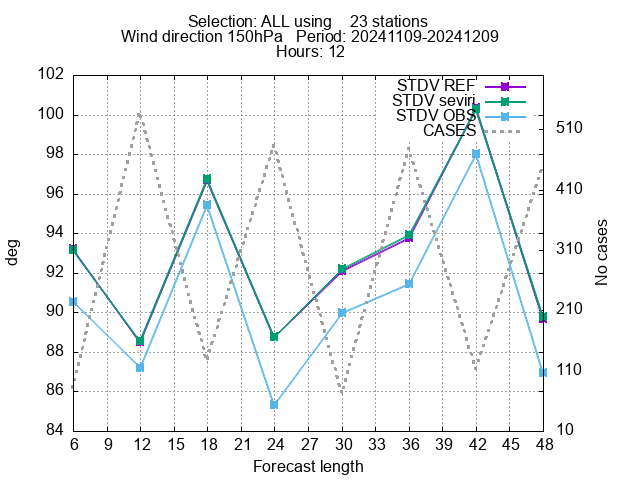 Selection: ALL using 23 stations
Wind direction 150hPa Period: 20241109-20241209
Hours: 12
102
100
98
96
94
92
90
88
86
84
deg
STDV REF
STDV seviri
STDV OBS
CASES
510
410
310
210
110
10
No cases
6 9 12 15 18 21 24 27 30 33 36 39 42 45 48
Forecast length